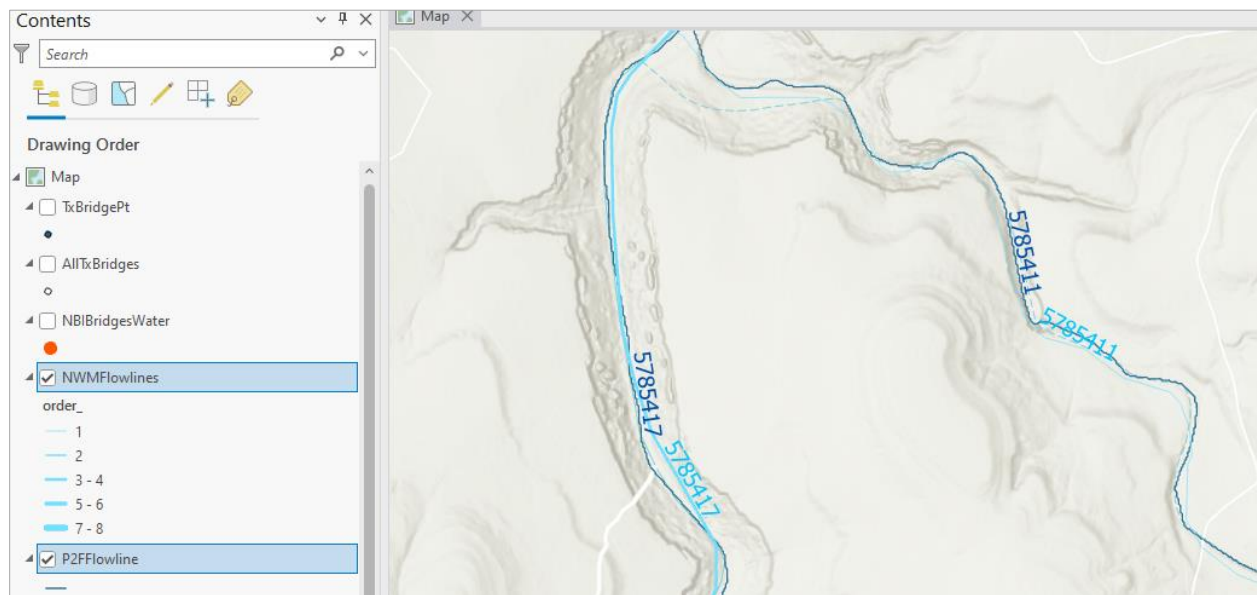 Contents
Search
Drawing Order
Map
TxBridgePt
AllTxBridges
NBIBridgesWater
NWMFlowlines
order_
1
2
3 - 4
5 - 6
7 - 8
P2FFlowline
Map
5785411
5785411
5785417
5785417